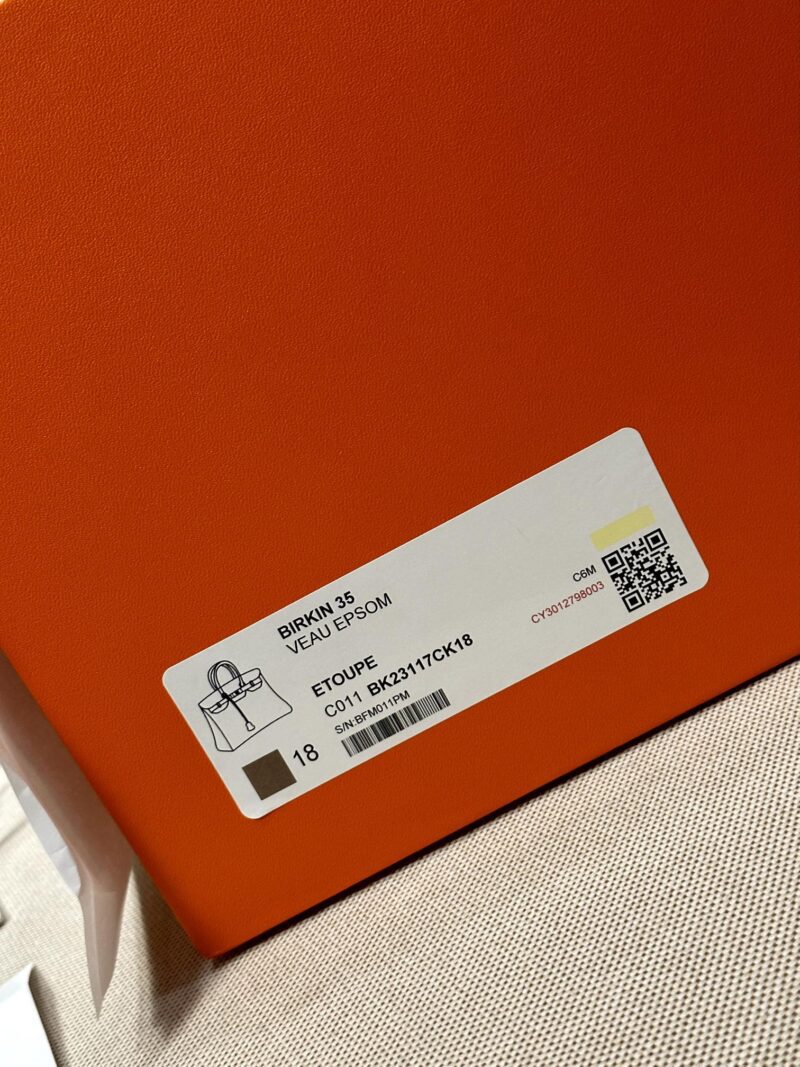 BIRKIN 35
VEAU EPSOM
ETOUPE
C011 BK23117CK18
S/N:BFM011PM
18
C6M
CY3012798003